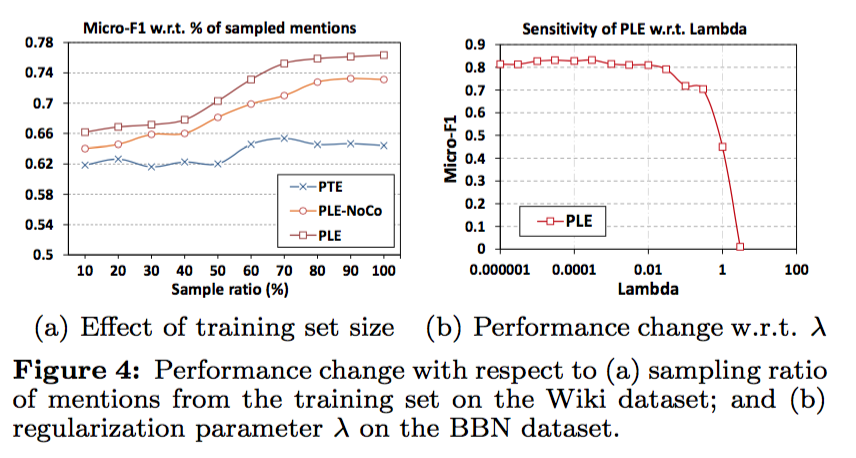 Micro-F1 w.r.t. % of sampled mentions
0.78
0.74
0.7
0.66
0.62
0.58
0.54
0.5
PTE
PLE-NoCo
PLE
10 20 30 40 50 60 70 80 90 100
Sample ratio (%)
(a) Effect of training set size
Sensitivity of PLE w.r.t. Lambda
Micro-F1
0.9
0.8
0.7
0.6
0.5
0.4
0.3
0.2
0.1
0
PLE
0.000001 0.0001 0.01 1 100
Lambda
(b) Performance change w.r.t. λ
Figure 4: Performance change with respect to (a) sampling ratio
of mentions from the training set on the Wiki dataset; and (b)
regularization parameter λ on the BBN dataset.